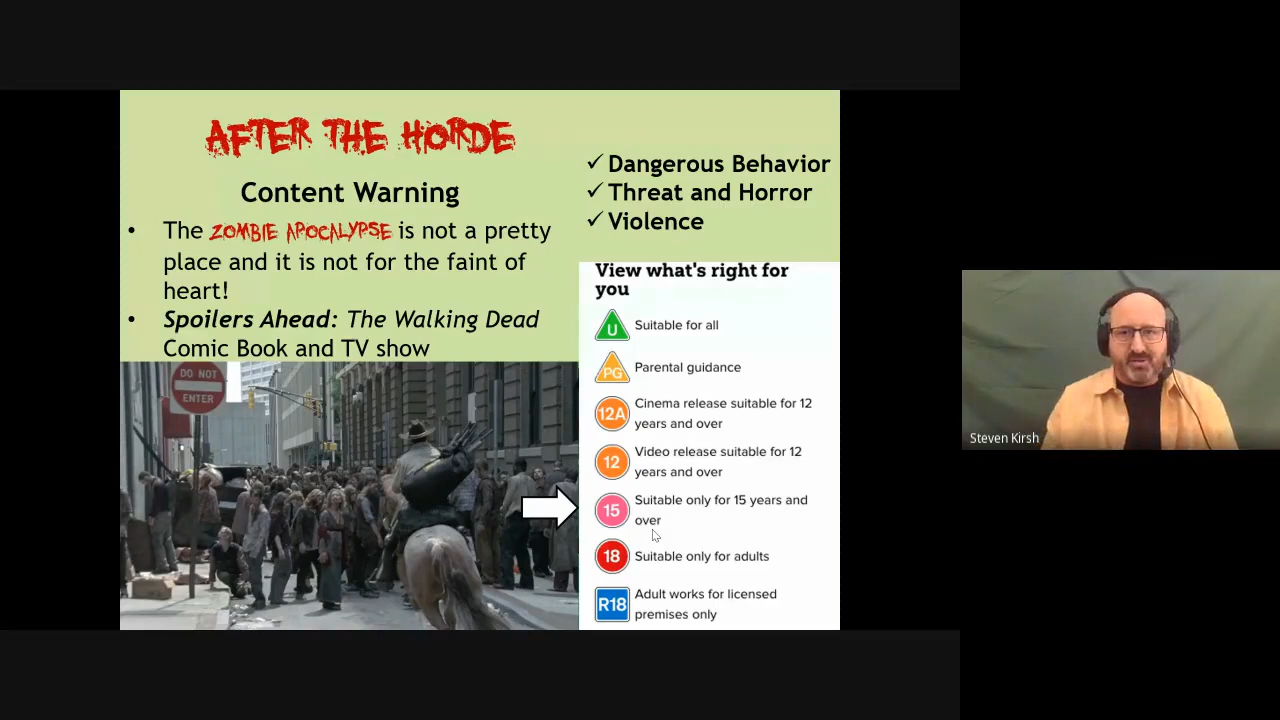 AFTER THE HORDE
Content Warning
• The ZOMBIE APOCALYPSE is not a pretty
place and it is not for the faint of
heart!
• Spoilers Ahead: The Walking Dead
Comic Book and TV show
DO NOT
ENTER
✓ Dangerous Behavior
✓ Threat and Horror
✓ Violence
View what's right for
you
U Suitable for all
PG Parental guidance
12A Cinema release suitable for 12
years and over
12 Video release suitable for 12
years and over
15 Suitable only for 15 years and
over
18 Suitable only for adults
R18 Adult works for licensed
premises only
Steven Kirsh